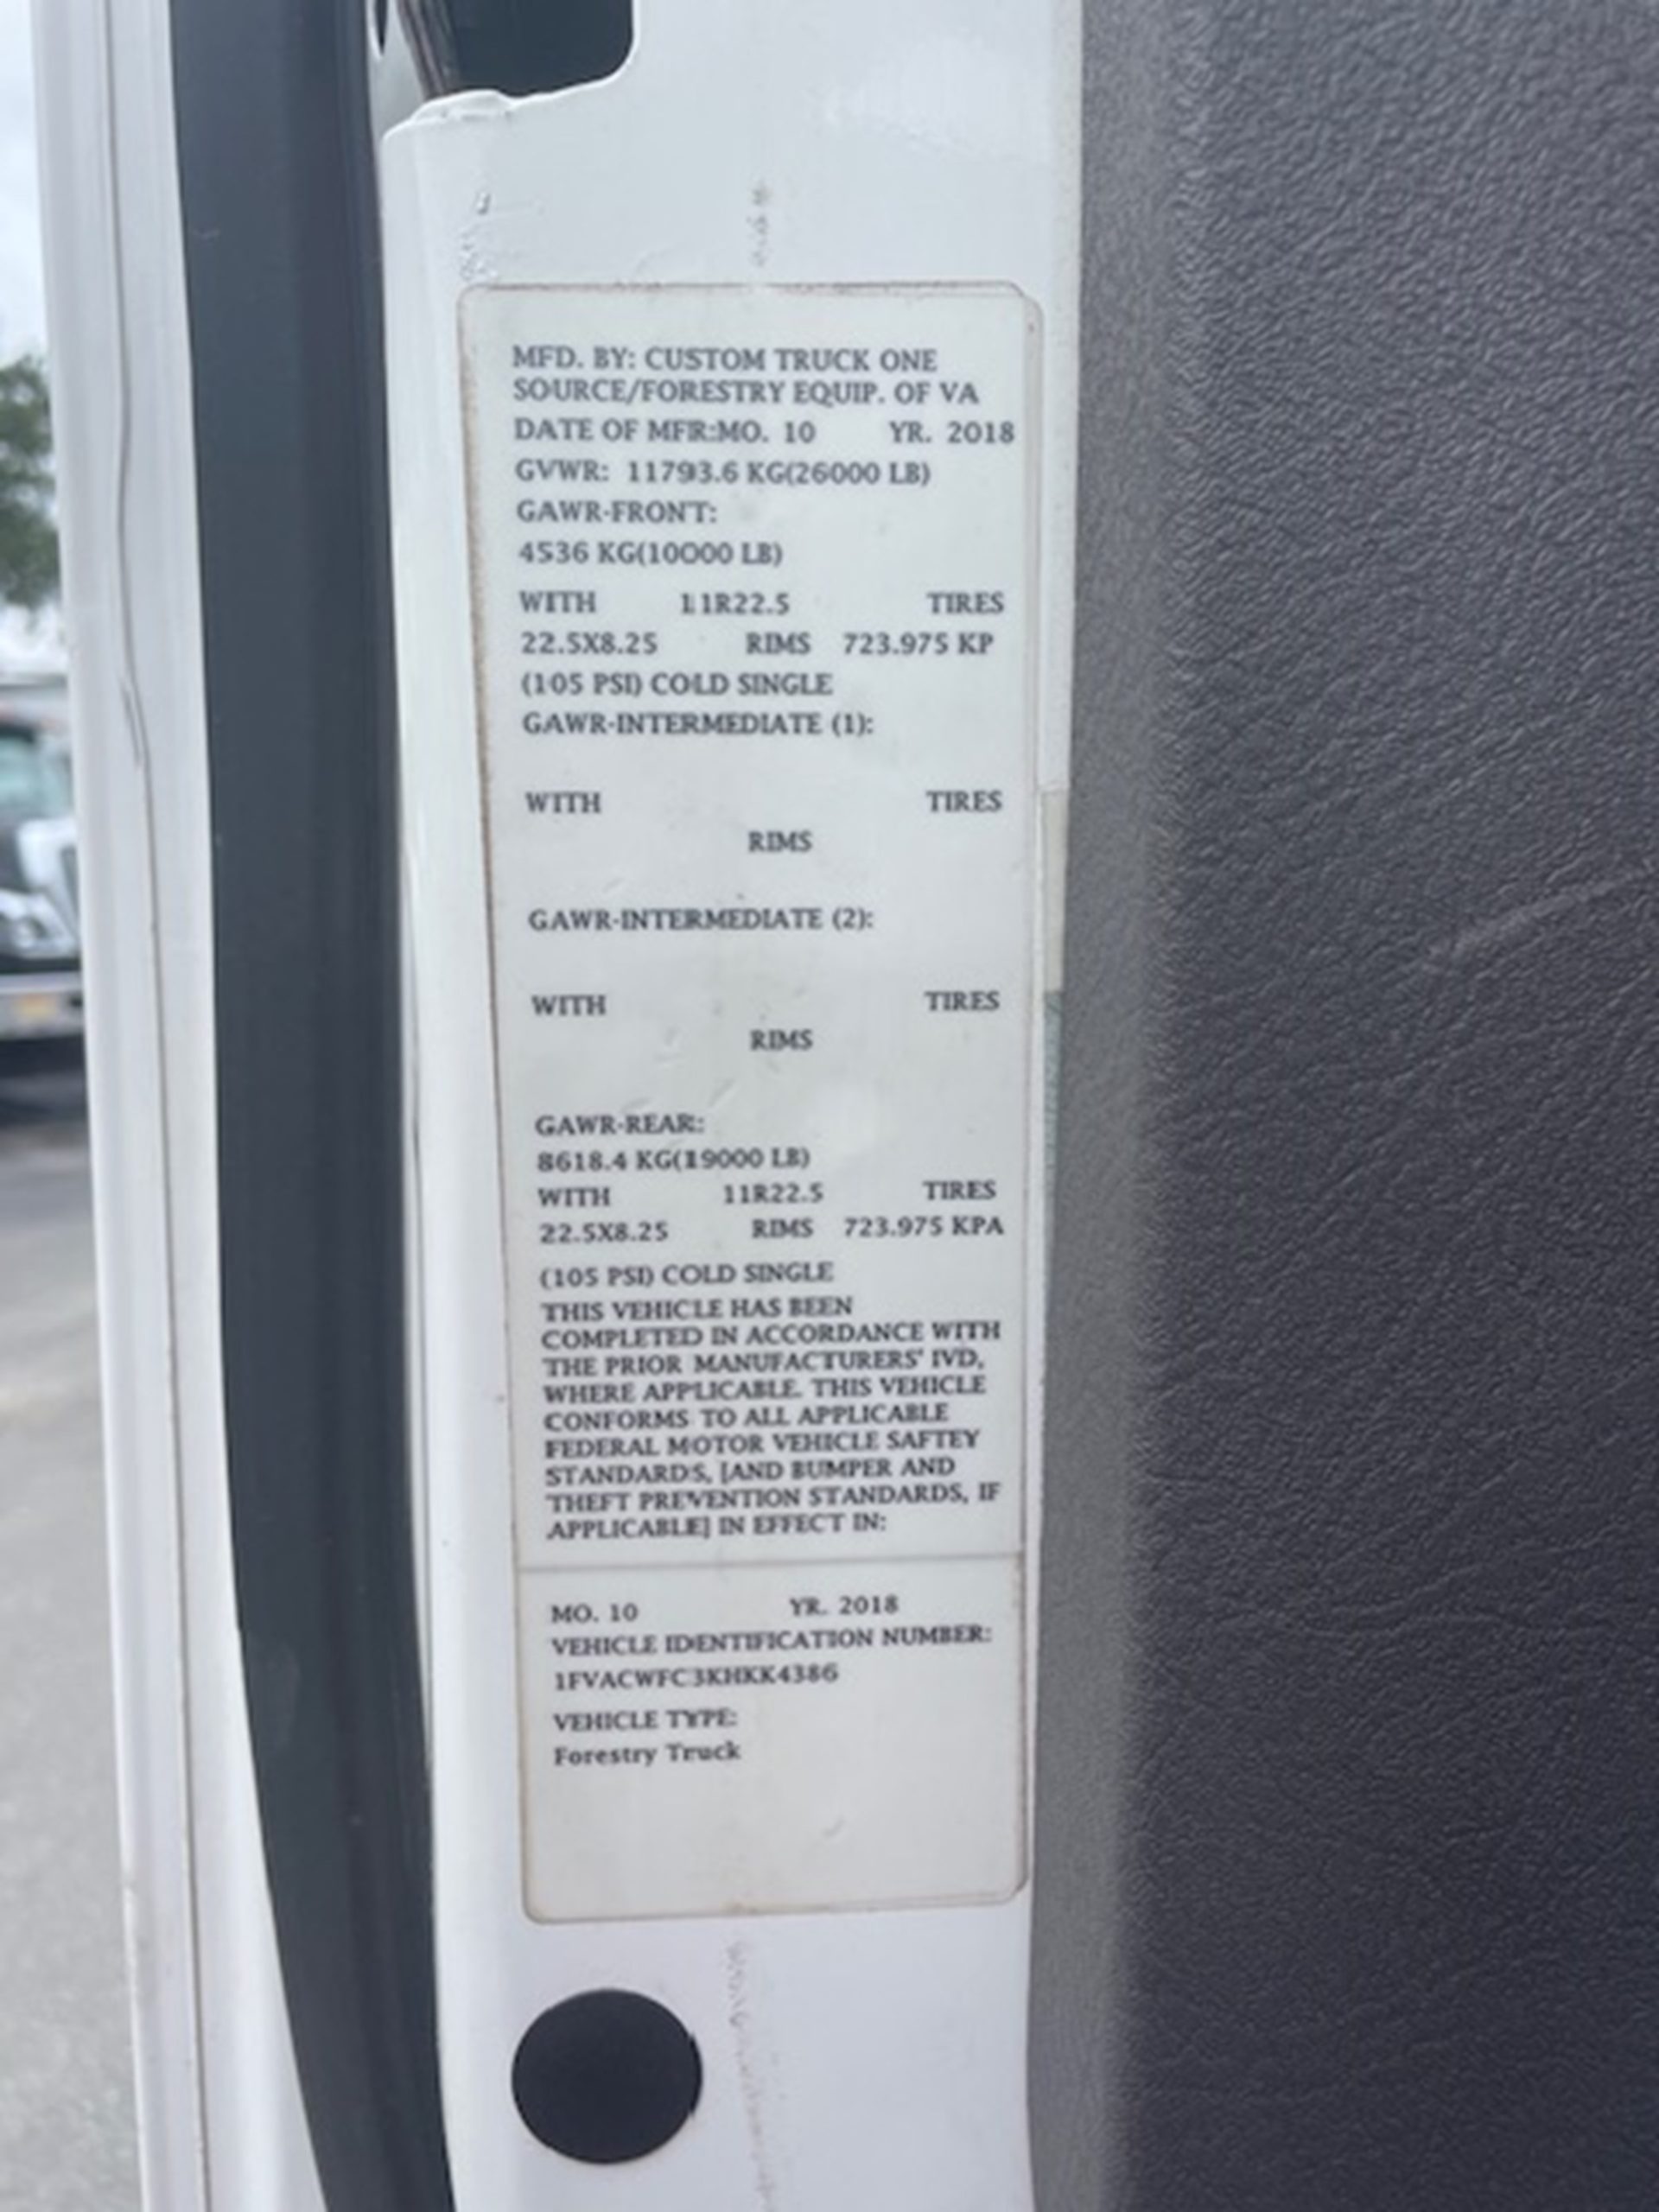 MFD. BY: CUSTOM TRUCK ONE
SOURCE/FORESTRY EQUIP. OF VA
DATE OF MFR:MO. 10 YR. 2018
GVWR: 11793.6 KG(26000 LB)
GAWR-FRONT:
4536 KG(10000 LB)
WITH 11R22.5 TIRES
22.5X8.25 RIMS 723.975 KP
(105 PSI) COLD SINGLE
GAWR-INTERMEDIATE (1):
WITH TIRES
RIMS
GAWR-INTERMEDIATE (2):
WITH TIRES
RIMS
GAWR-REAR:
8618.4 KG(19000 LB)
WITH 11R22.5 TIRES
22.5X8.25 RIMS 723.975 KPA
(105 PSI) COLD SINGLE
THIS VEHICLE HAS BEEN
COMPLETED IN ACCORDANCE WITH
THE PRIOR MANUFACTURERS' IVD,
WHERE APPLICABLE. THIS VEHICLE
CONFORMS TO ALL APPLICABLE
FEDERAL MOTOR VEHICLE SAFTEY
STANDARDS, [AND BUMPER AND
THEFT PREVENTION STANDARDS, IF
APPLICABLE] IN EFFECT IN:
MO. 10 YR. 2018
VEHICLE IDENTIFICATION NUMBER:
1FVACWFC3KHKK4386
VEHICLE TYPE:
Forestry Truck